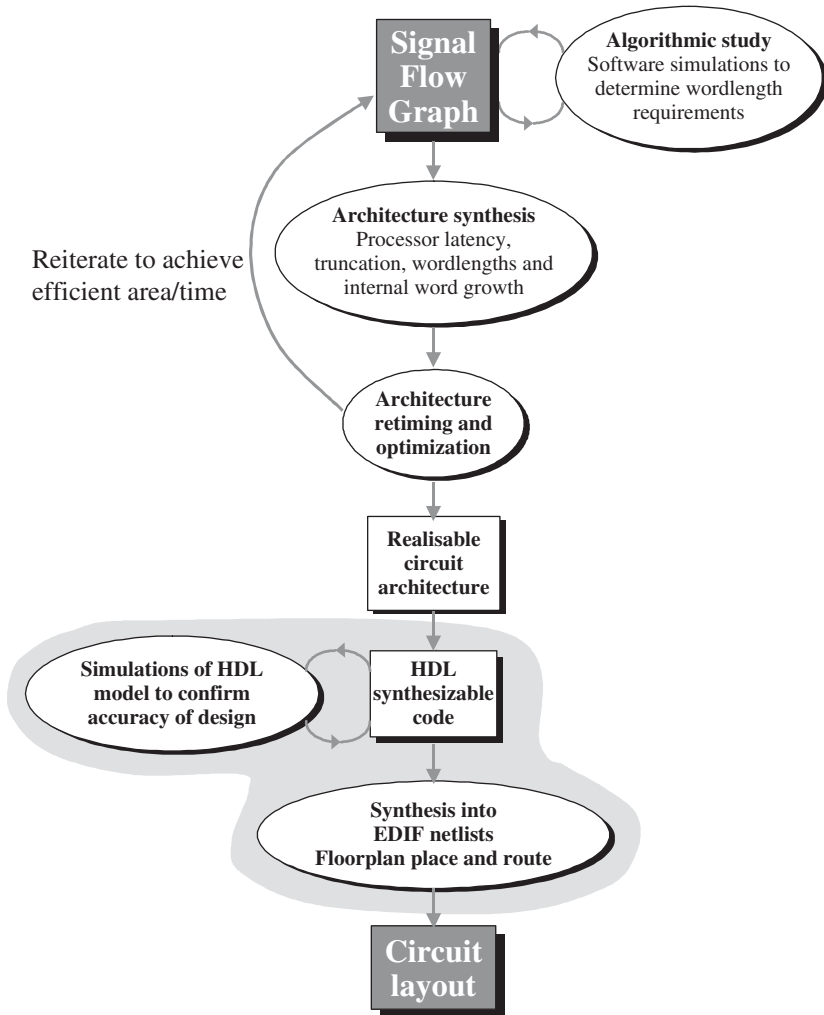 Signal
Flow
Graph
Algorithmic study
Software simulations to
determine wordlength
requirements
Architecture synthesis
Processor latency,
truncation, wordlengths and
internal word growth
Reiterate to achieve
efficient area/time
Architecture
retiming and
optimization
Realisable
circuit
architecture
Simulations of HDL
model to confirm
accuracy of design
HDL
synthesizable
code
Synthesis into
EDIF netlists
Floorplan place and route
Circuit
layout